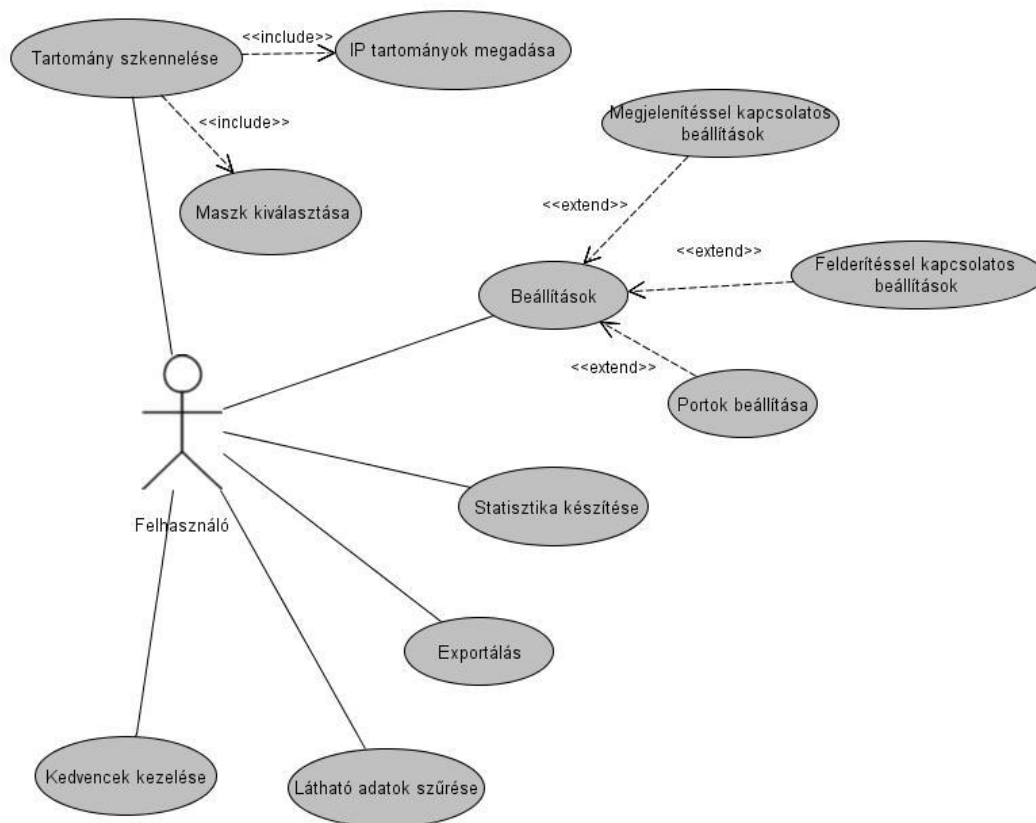 Tartomány szkennelése
<<include>>
IP tartományok megadása
<<include>>
Maszk kiválasztása
Megjelenítéssel kapcsolatos
beállítások
<<extend>>
<<extend>>
Felderítéssel kapcsolatos
beállítások
Beállítások
<<extend>>
Portok beállítása
Statisztika készítése
Felhasználó
Exportálás
Kedvencek kezelése
Látható adatok szűrése